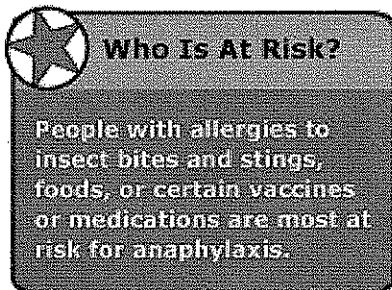 Who Is At Risk?
People with allergies to
insect bites and stings,
foods, or certain vaccines
or medications are most at
risk for anaphylaxis.